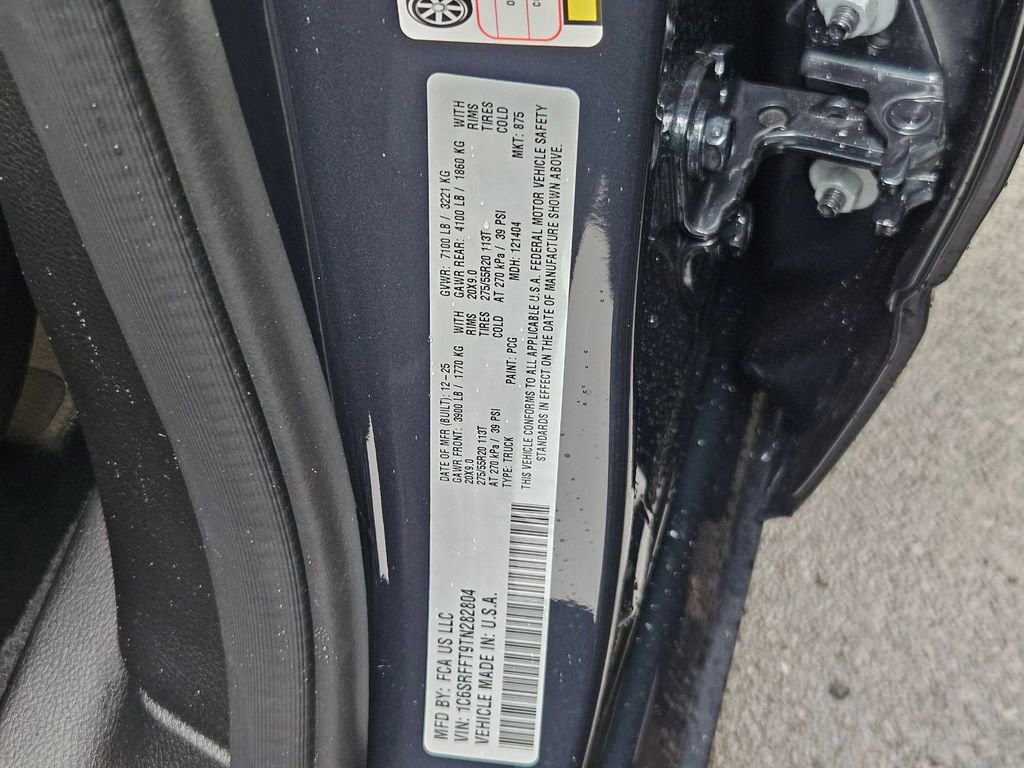 MFD BY: FCA US LLC
VIN: 1C6SRFFT9TN282804
VEHICLE MADE IN: U.S.A.
DATE OF MFR (BUILT): 12-25
GAWR FRONT: 3900 LB / 1770 KG WITH
20X9.0 RIMS
275/55R20 113T TIRES
AT 270 kPa / 39 PSI COLD
GVWR: 7100 LB / 3221 KG
GAWR REAR: 4100 LB / 1860 KG WITH
20X9.0 RIMS
275/55R20 113T TIRES
AT 270 kPa / 39 PSI COLD
TYPE: TRUCK PAINT: PCG MDH: 121404 MKT: 875
THIS VEHICLE CONFORMS TO ALL APPLICABLE U.S.A. FEDERAL MOTOR VEHICLE SAFETY
STANDARDS IN EFFECT ON THE DATE OF MANUFACTURE SHOWN ABOVE.